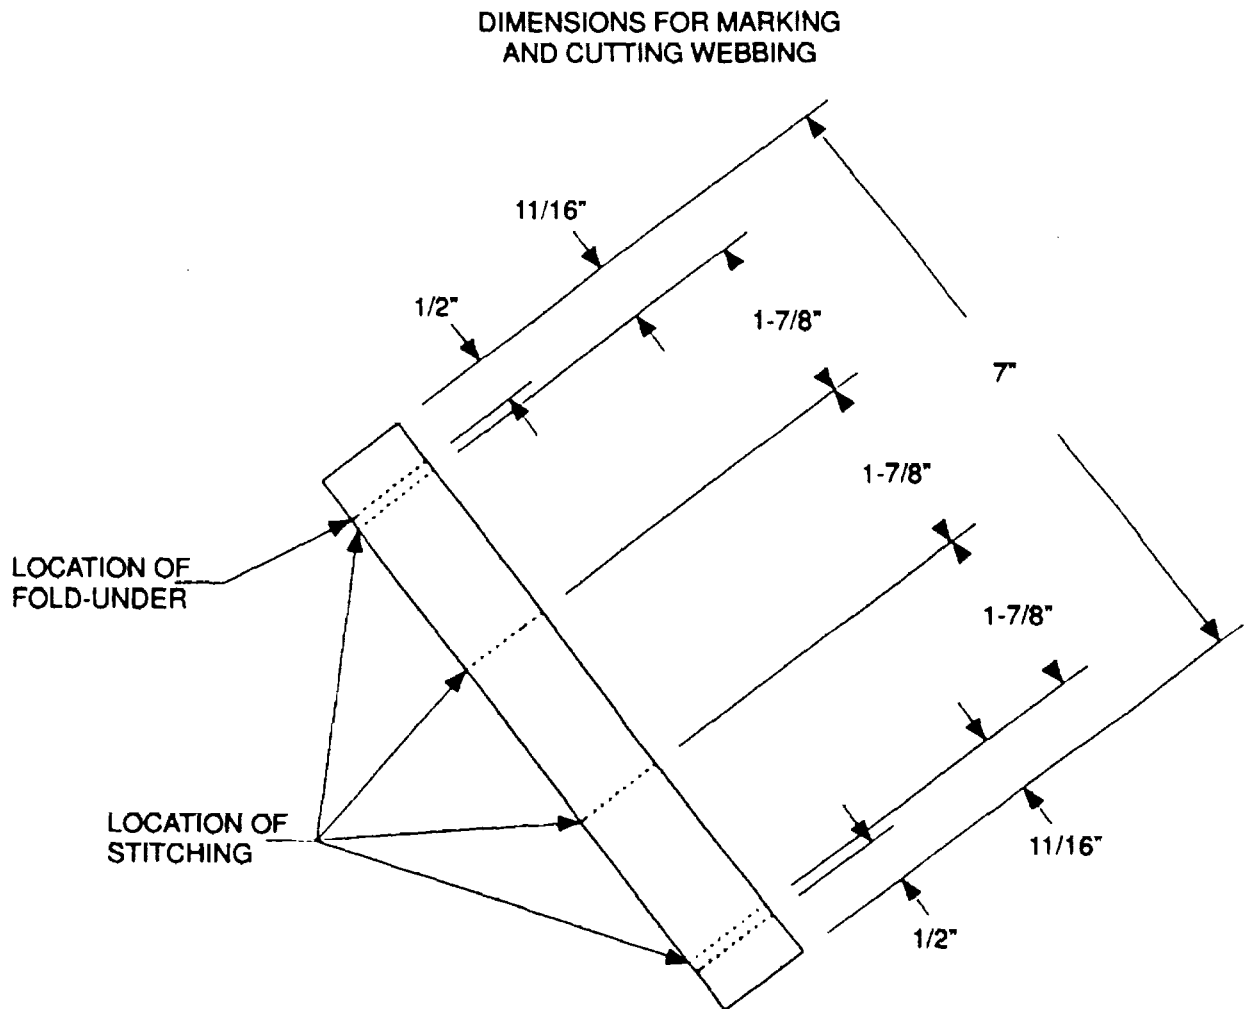 DIMENSIONS FOR MARKING
AND CUTTING WEBBING
11/16"
1/2"
1-7/8"
7"
1-7/8"
LOCATION OF
FOLD-UNDER
1-7/8"
LOCATION OF
STITCHING
11/16"
1/2"